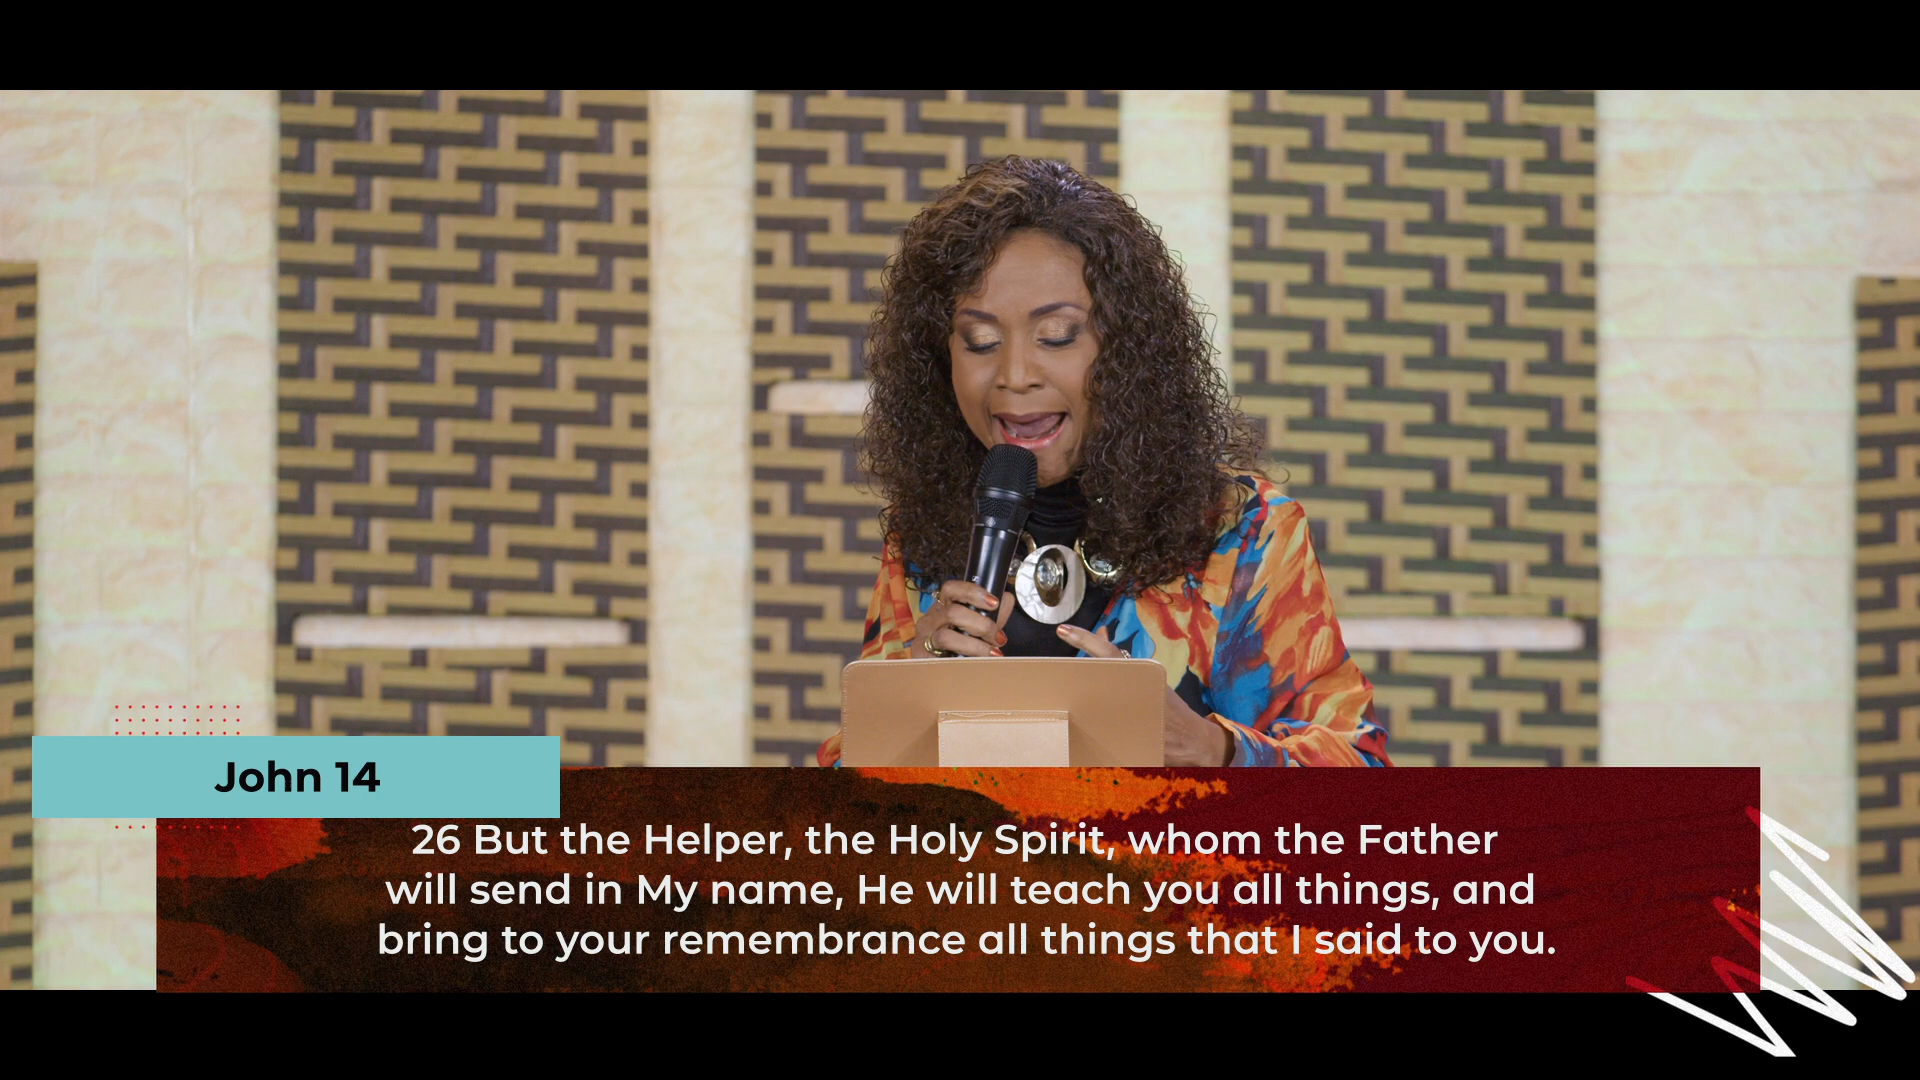 John 14
26 But the Helper, the Holy Spirit, whom the Father
will send in My name, He will teach you all things, and
bring to your remembrance all things that I said to you.